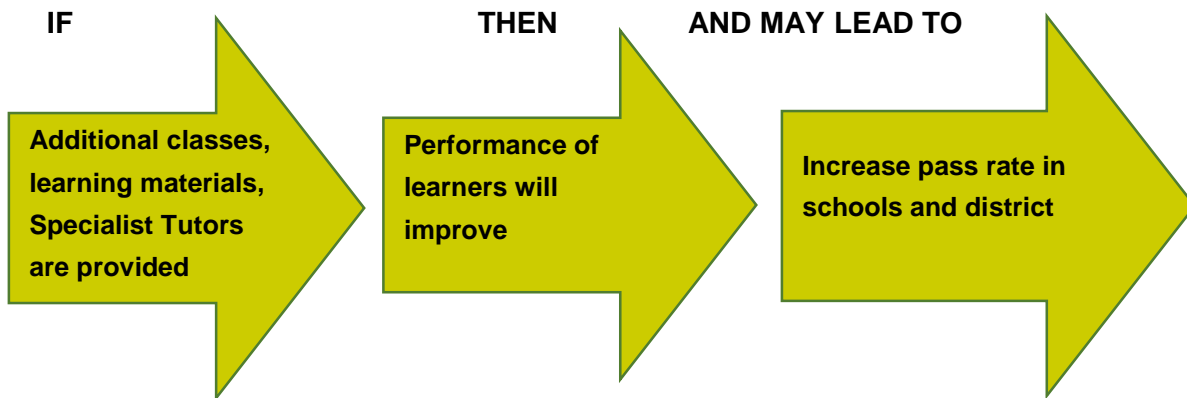 IF THEN AND MAY LEAD TO
Additional classes,
learning materials,
Specialist Tutors
are provided
Performance of
learners will
improve
Increase pass rate in
schools and district